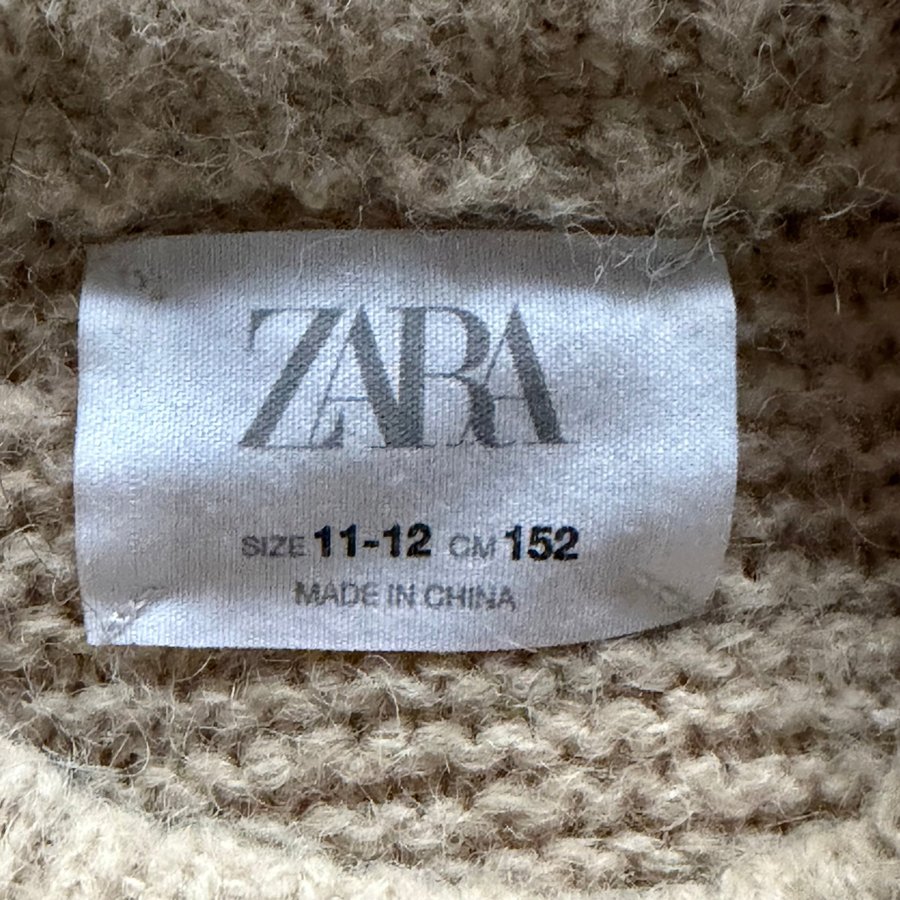 ZARA
SIZE 11-12 CM 152
MADE IN CHINA